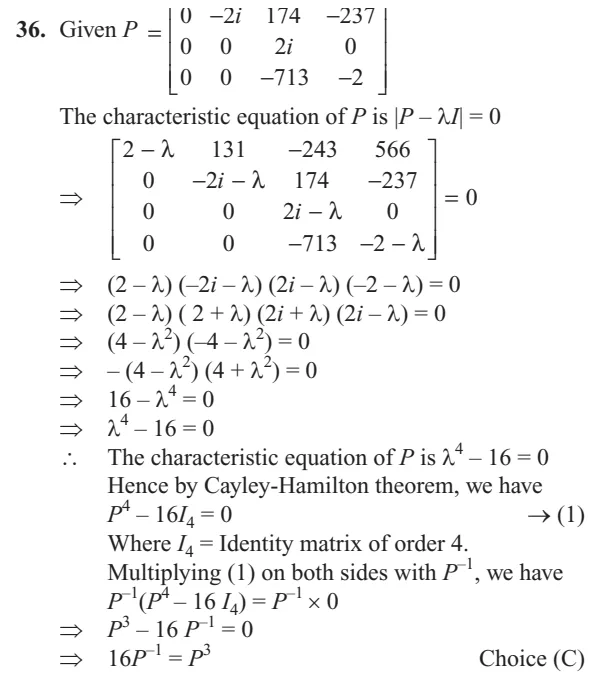 36. Given P = [0 −2i 174 −237
0 0 2i 0
0 0 −713 −2]
The characteristic equation of P is |P – λI| = 0
⇒ [2 − λ 131 −243 566
0 −2i − λ 174 −237
0 0 2i − λ 0
0 0 −713 −2 − λ] = 0
⇒ (2 – λ) (–2i – λ) (2i – λ) (–2 – λ) = 0
⇒ (2 – λ) ( 2 + λ) (2i + λ) (2i – λ) = 0
⇒ (4 – λ²) (–4 – λ²) = 0
⇒ – (4 – λ²) (4 + λ²) = 0
⇒ 16 – λ⁴ = 0
⇒ λ⁴ – 16 = 0
∴ The characteristic equation of P is λ⁴ – 16 = 0
Hence by Cayley-Hamilton theorem, we have
P⁴ – 16I₄ = 0 → (1)
Where I₄ = Identity matrix of order 4.
Multiplying (1) on both sides with P⁻¹, we have
P⁻¹(P⁴ – 16 I₄) = P⁻¹ × 0
⇒ P³ – 16 P⁻¹ = 0
⇒ 16P⁻¹ = P³ Choice (C)